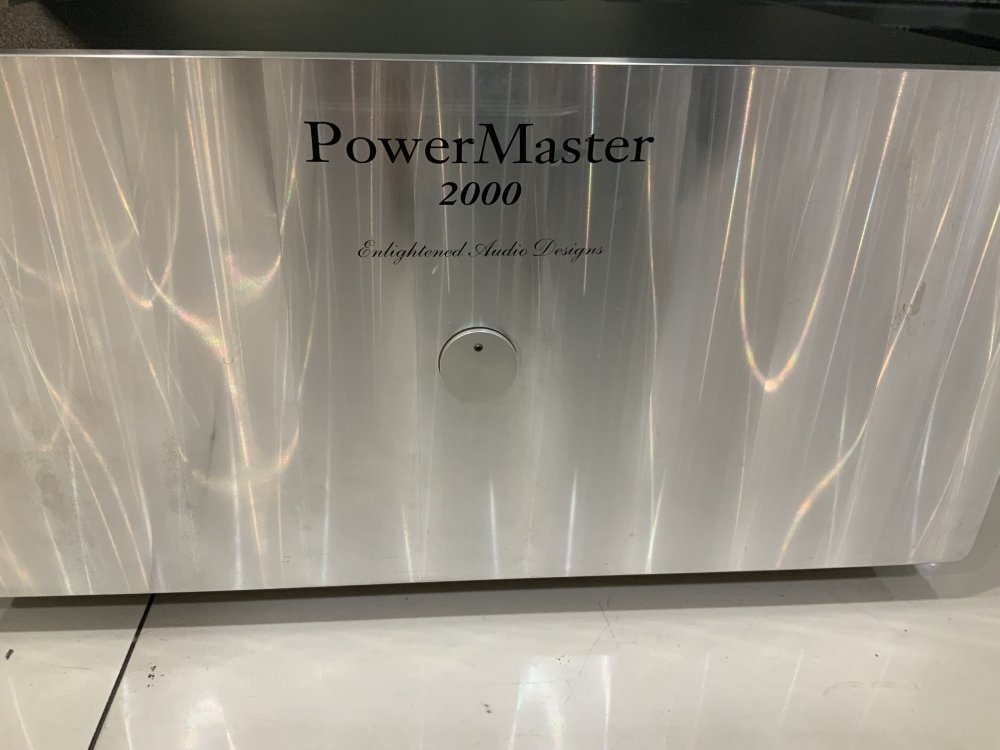 PowerMaster
2000
Enlightened Audio Designs